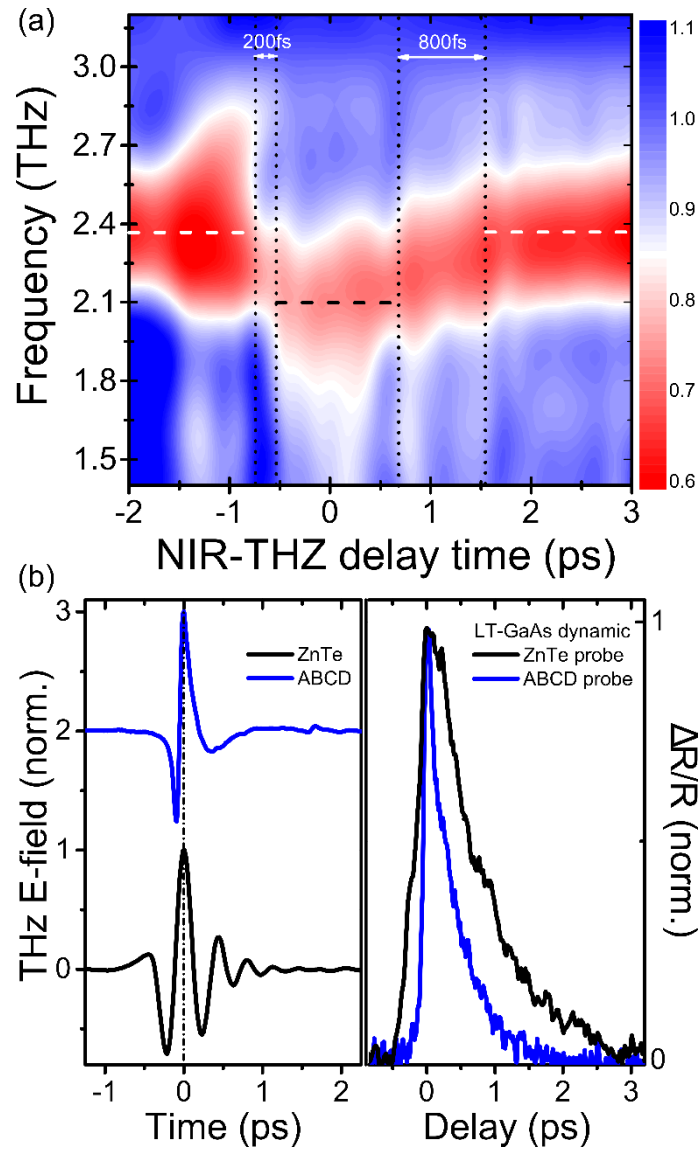 (a)
200fs
800fs
3.0
2.7
2.4
2.1
1.8
1.5
Frequency (THz)
-2
-1
0
1
2
3
NIR-THZ delay time (ps)
1.1
1.0
0.9
0.8
0.7
0.6
(b)
3
2
1
0
THz E-field (norm.)
ZnTe
ABCD
-1
0
1
2
Time (ps)
LT-GaAs dynamic
ZnTe probe
ABCD probe
0
1
2
3
Delay (ps)
1
0
ΔR/R (norm.)